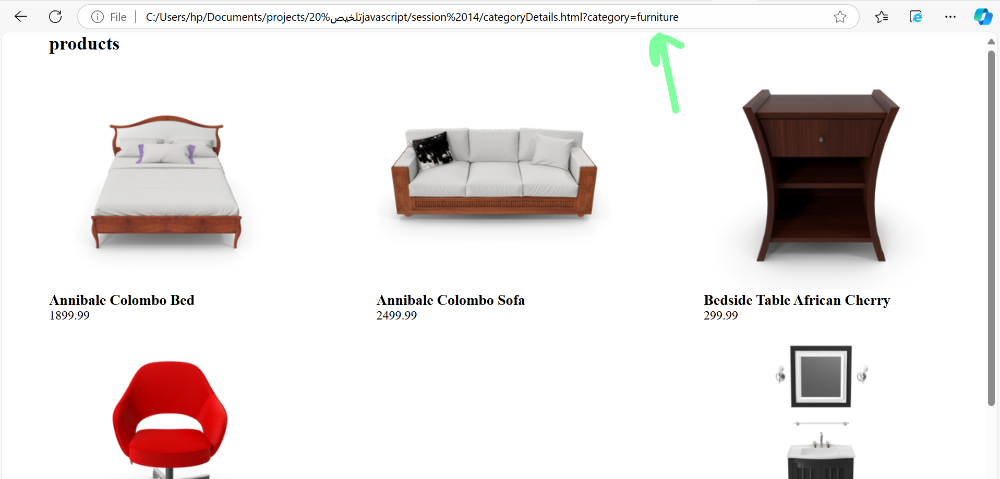 File
C:/Users/hp/Documents/projects/20%تلخيصjavascript/session%2014/categoryDetails.html?category=furniture
products
Annibale Colombo Bed
1899.99
Annibale Colombo Sofa
2499.99
Bedside Table African Cherry
299.99